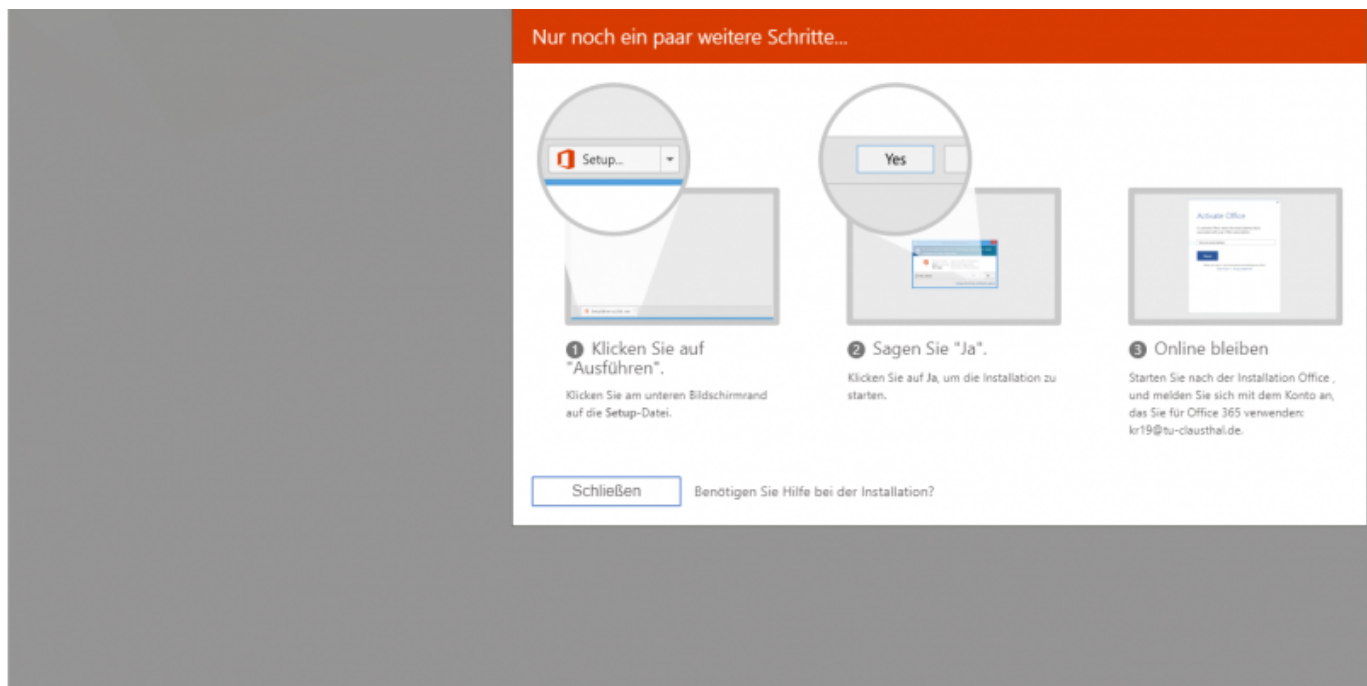 Nur noch ein paar weitere Schritte...
Setup...
Yes
Activate Office
1 Klicken Sie auf
"Ausführen".
Klicken Sie am unteren Bildschirmrand
auf die Setup-Datei.
2 Sagen Sie "Ja".
Klicken Sie auf Ja, um die Installation zu
starten.
3 Online bleiben
Starten Sie nach der Installation Office ,
und melden Sie sich mit dem Konto an,
das Sie für Office 365 verwenden:
kr19@tu-clausthal.de.
Schließen
Benötigen Sie Hilfe bei der Installation?